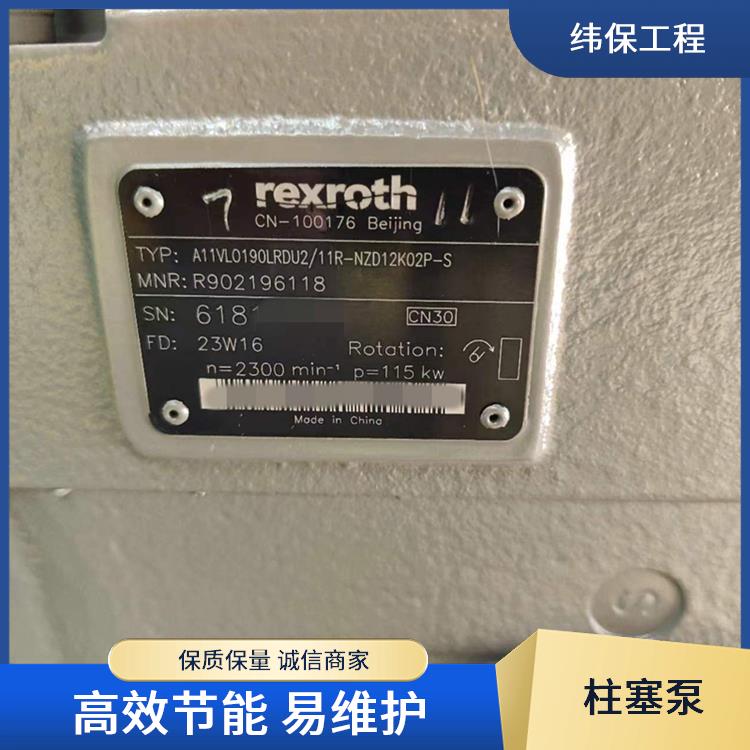 纬保工程
7 rexroth 11
CN-100176 Beijing
TYP: A11VLO190LRDU2/11R-NZD12K02P-S
MNR: R902196118
SN: 618
CN30
FD: 23W16 Rotation:
n=2300 min⁻¹ p=115 kw
Made in China
S
保质保量 诚信商家
高效节能 易维护
柱塞泵